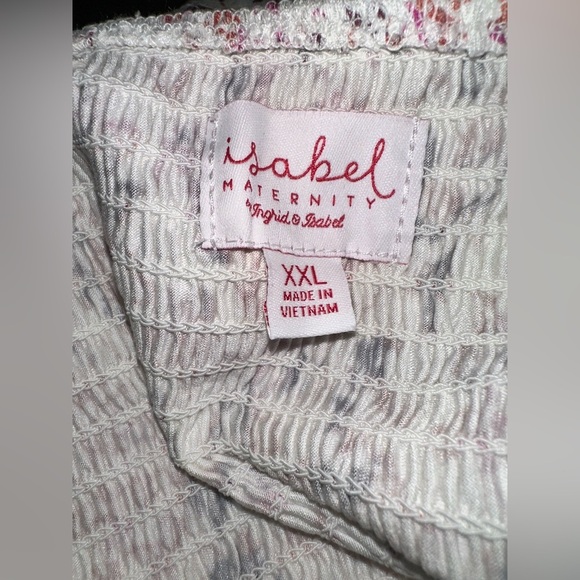 isabel
MATERNITY
by Ingrid & Isabel
XXL
MADE IN
VIETNAM